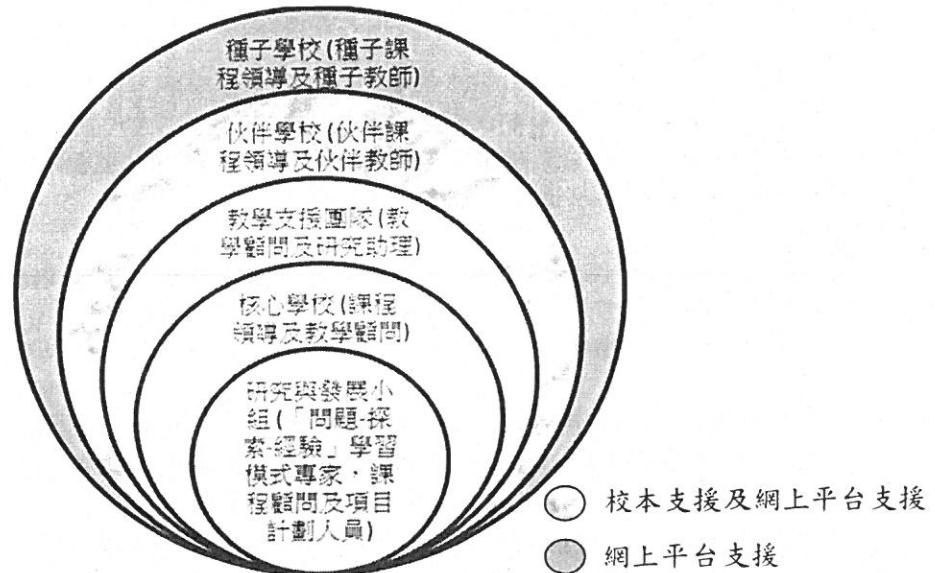 種子學校(種子課
程領導及種子教師)
伙伴學校(伙伴課
程領導及伙伴教師)
教學支援團隊(教
學顧問及研究助理)
核心學校(課程
領導及教學顧問)
研究與發展小
組(「問題-探
索-經驗」學習
模式專家，課
程顧問及項目
計劃人員)
校本支援及網上平台支援
網上平台支援